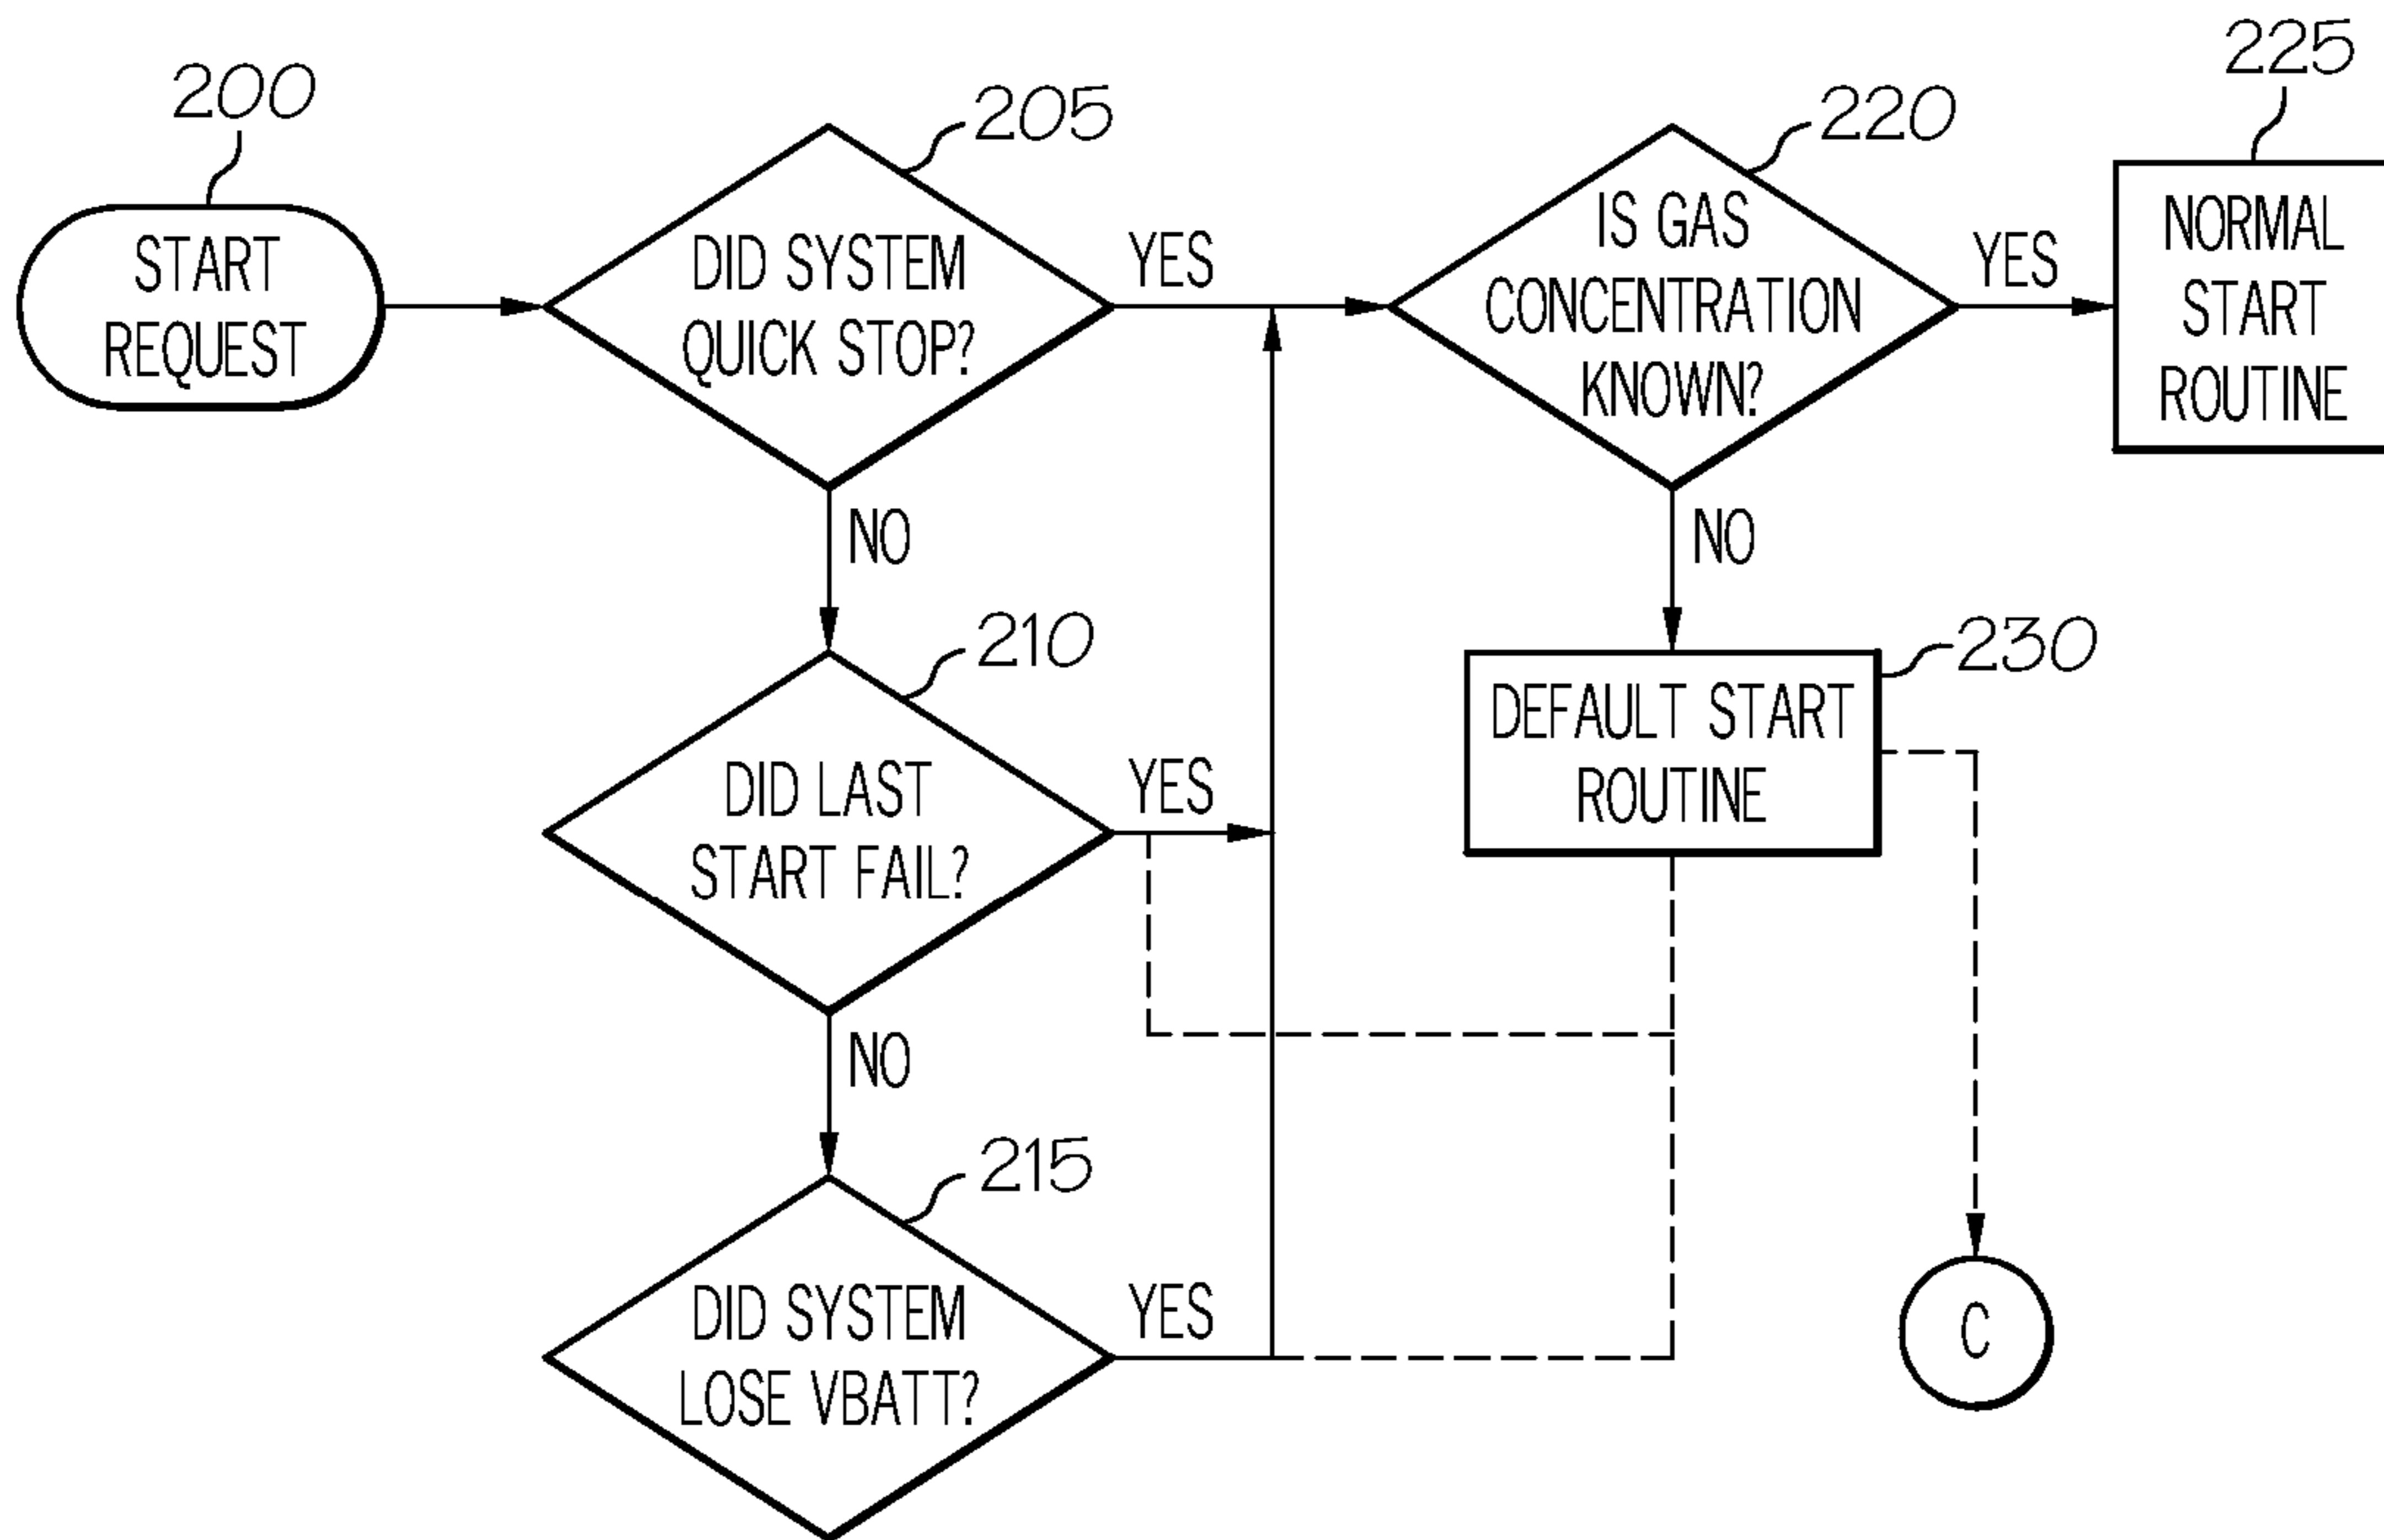 200
START
REQUEST
205
DID SYSTEM
QUICK STOP?
YES
NO
220
IS GAS
CONCENTRATION
KNOWN?
YES
NO
225
NORMAL
START
ROUTINE
210
DID LAST
START FAIL?
YES
NO
230
DEFAULT START
ROUTINE
215
DID SYSTEM
LOSE VBATT?
YES
C